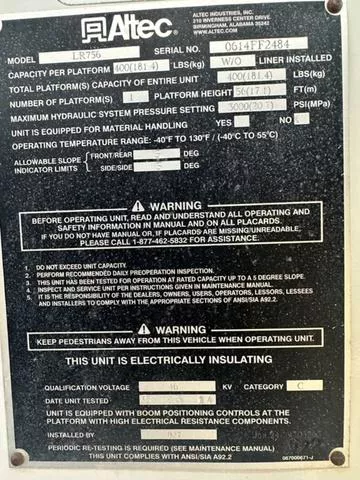 Altec
ALTEC INDUSTRIES, INC.
210 INVERNESS CENTER DRIVE
BIRMINGHAM, ALABAMA 35242
WWW.ALTEC.COM
MODEL LR756 SERIAL NO. 0614FF2484
CAPACITY PER PLATFORM 400(181.4) LBS(kg) W/O LINER INSTALLED
TOTAL PLATFORM(S) CAPACITY OF ENTIRE UNIT 400(181.4) LBS(kg)
NUMBER OF PLATFORM(S) 1 PLATFORM HEIGHT 56(17.1) FT(m)
MAXIMUM HYDRAULIC SYSTEM PRESSURE SETTING 3000(20.7) PSI(MPa)
UNIT IS EQUIPPED FOR MATERIAL HANDLING YES NO
OPERATING TEMPERATURE RANGE: -40°F TO 130°F / (-40°C TO 55°C)
ALLOWABLE SLOPE INDICATOR LIMITS
FRONT/REAR DEG
SIDE/SIDE DEG
WARNING
BEFORE OPERATING UNIT, READ AND UNDERSTAND ALL OPERATING AND
SAFETY INFORMATION IN MANUAL AND ON ALL PLACARDS.
IF YOU DO NOT HAVE MANUAL OR, IF PLACARDS ARE MISSING/UNREADABLE,
PLEASE CALL 1-877-462-5832 FOR ASSISTANCE.
1. DO NOT EXCEED UNIT CAPACITY.
2. PERFORM RECOMMENDED DAILY PREOPERATION INSPECTION.
3. THIS UNIT HAS BEEN TESTED FOR OPERATION AT RATED CAPACITY UP TO A 5 DEGREE SLOPE.
4. INSPECT AND SERVICE UNIT PER INSTRUCTIONS GIVEN IN MAINTENANCE MANUAL.
5. IT IS THE RESPONSIBILITY OF THE DEALERS, OWNERS, USERS, OPERATORS, LESSORS, LESSEES
AND INSTALLERS TO COMPLY WITH THE APPROPRIATE SECTIONS OF ANSI/SIA A92.2.
WARNING
KEEP PEDESTRIANS AWAY FROM THIS VEHICLE WHEN OPERATING UNIT.
THIS UNIT IS ELECTRICALLY INSULATING
QUALIFICATION VOLTAGE 46 KV CATEGORY C
DATE UNIT TESTED
UNIT IS EQUIPPED WITH BOOM POSITIONING CONTROLS AT THE
PLATFORM WITH HIGH ELECTRICAL RESISTANCE COMPONENTS.
INSTALLED BY
PERIODIC RE-TESTING IS REQUIRED (SEE MAINTENANCE MANUAL)
THIS UNIT COMPLIES WITH ANSI/SIA A92.2
067000671-J